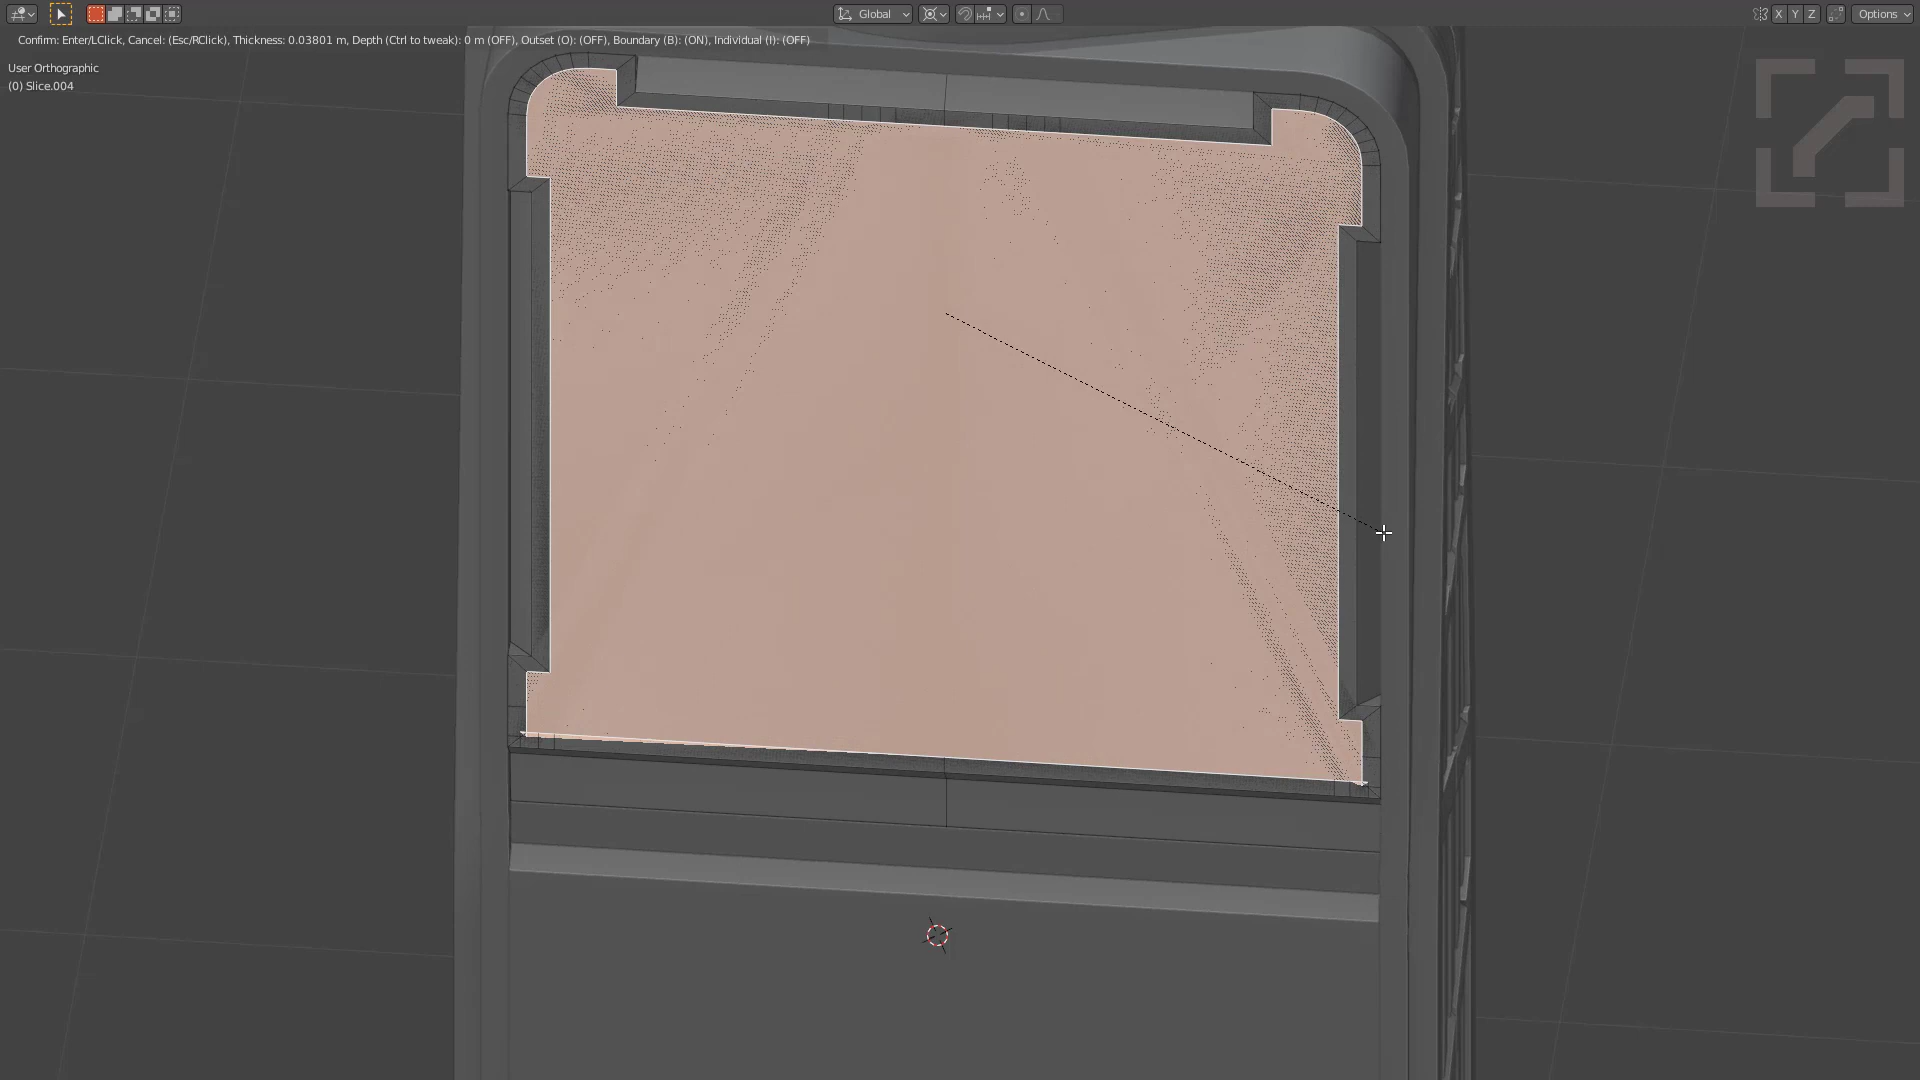 Global
X Y Z
Options
Confirm: Enter/LClick, Cancel: (Esc/RClick), Thickness: 0.03801 m, Depth (Ctrl to tweak): 0 m (OFF), Outset (O): (OFF), Boundary (B): (ON), Individual (I): (OFF)
User Orthographic
(0) Slice.004